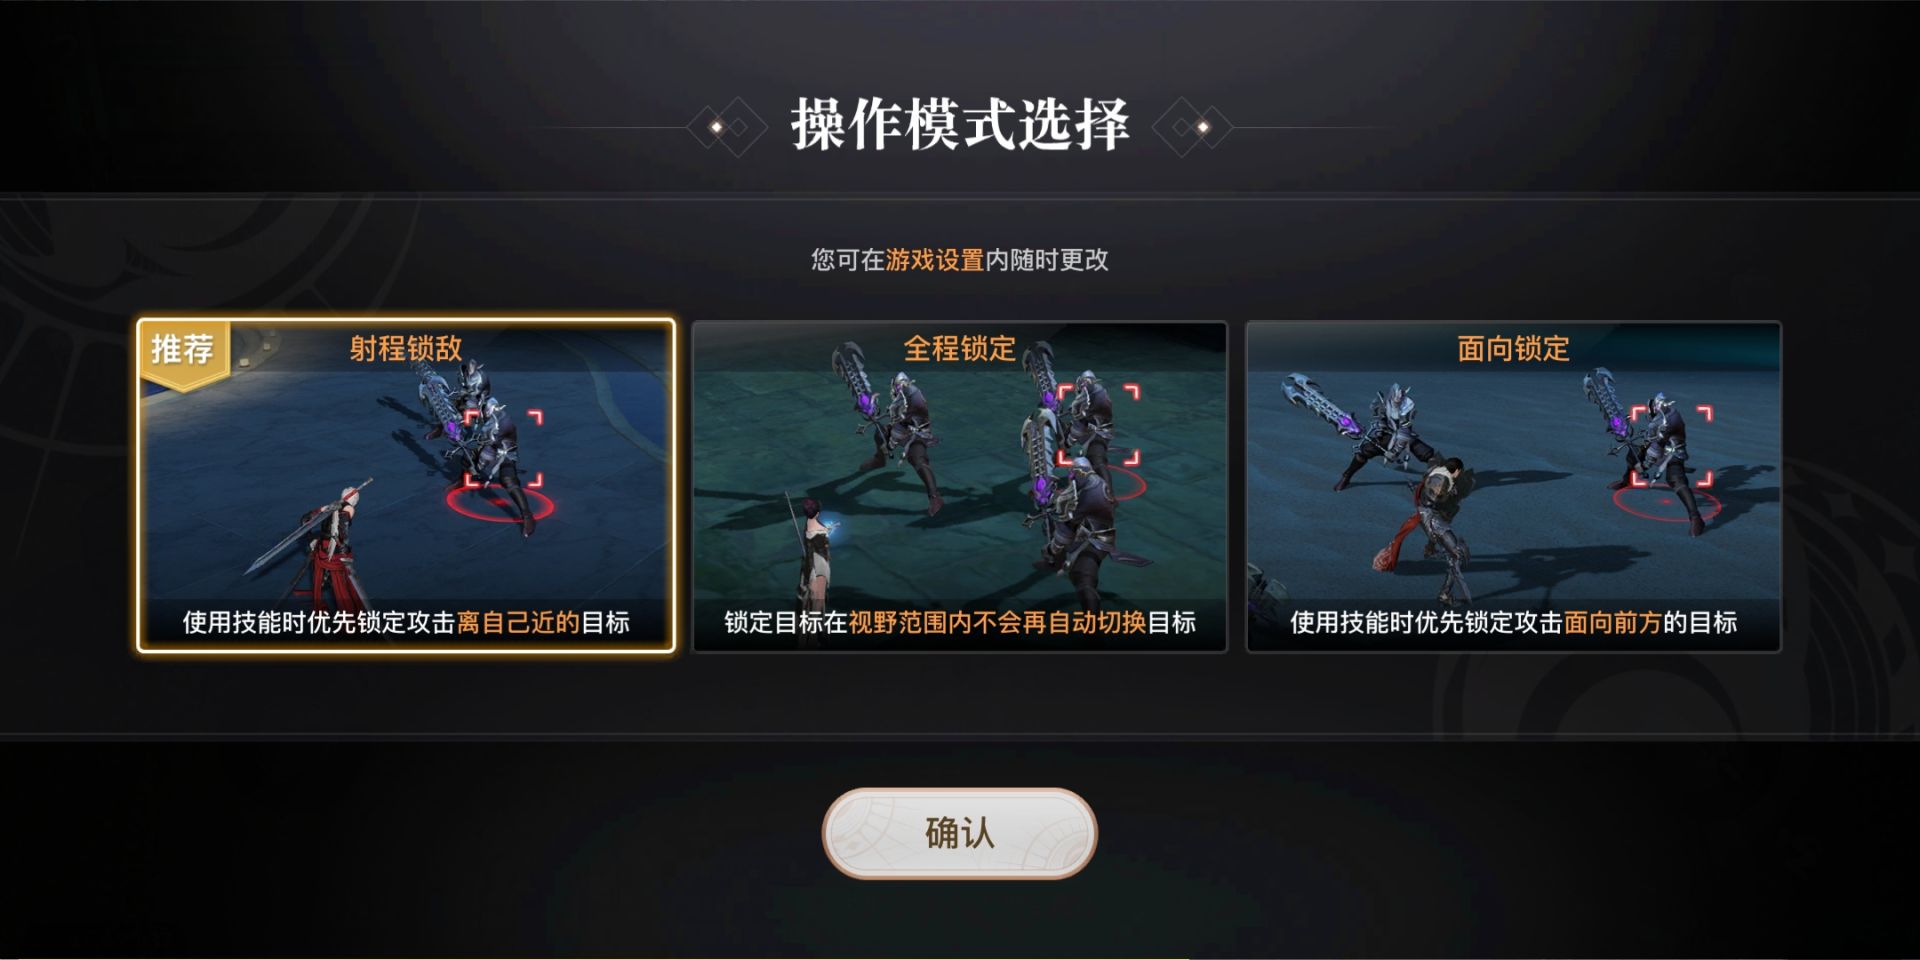 操作模式选择
您可在游戏设置内随时更改
推荐
射程锁敌
使用技能时优先锁定攻击离自己近的目标
全程锁定
锁定目标在视野范围内不会再自动切换目标
面向锁定
使用技能时优先锁定攻击面向前方的目标
确认